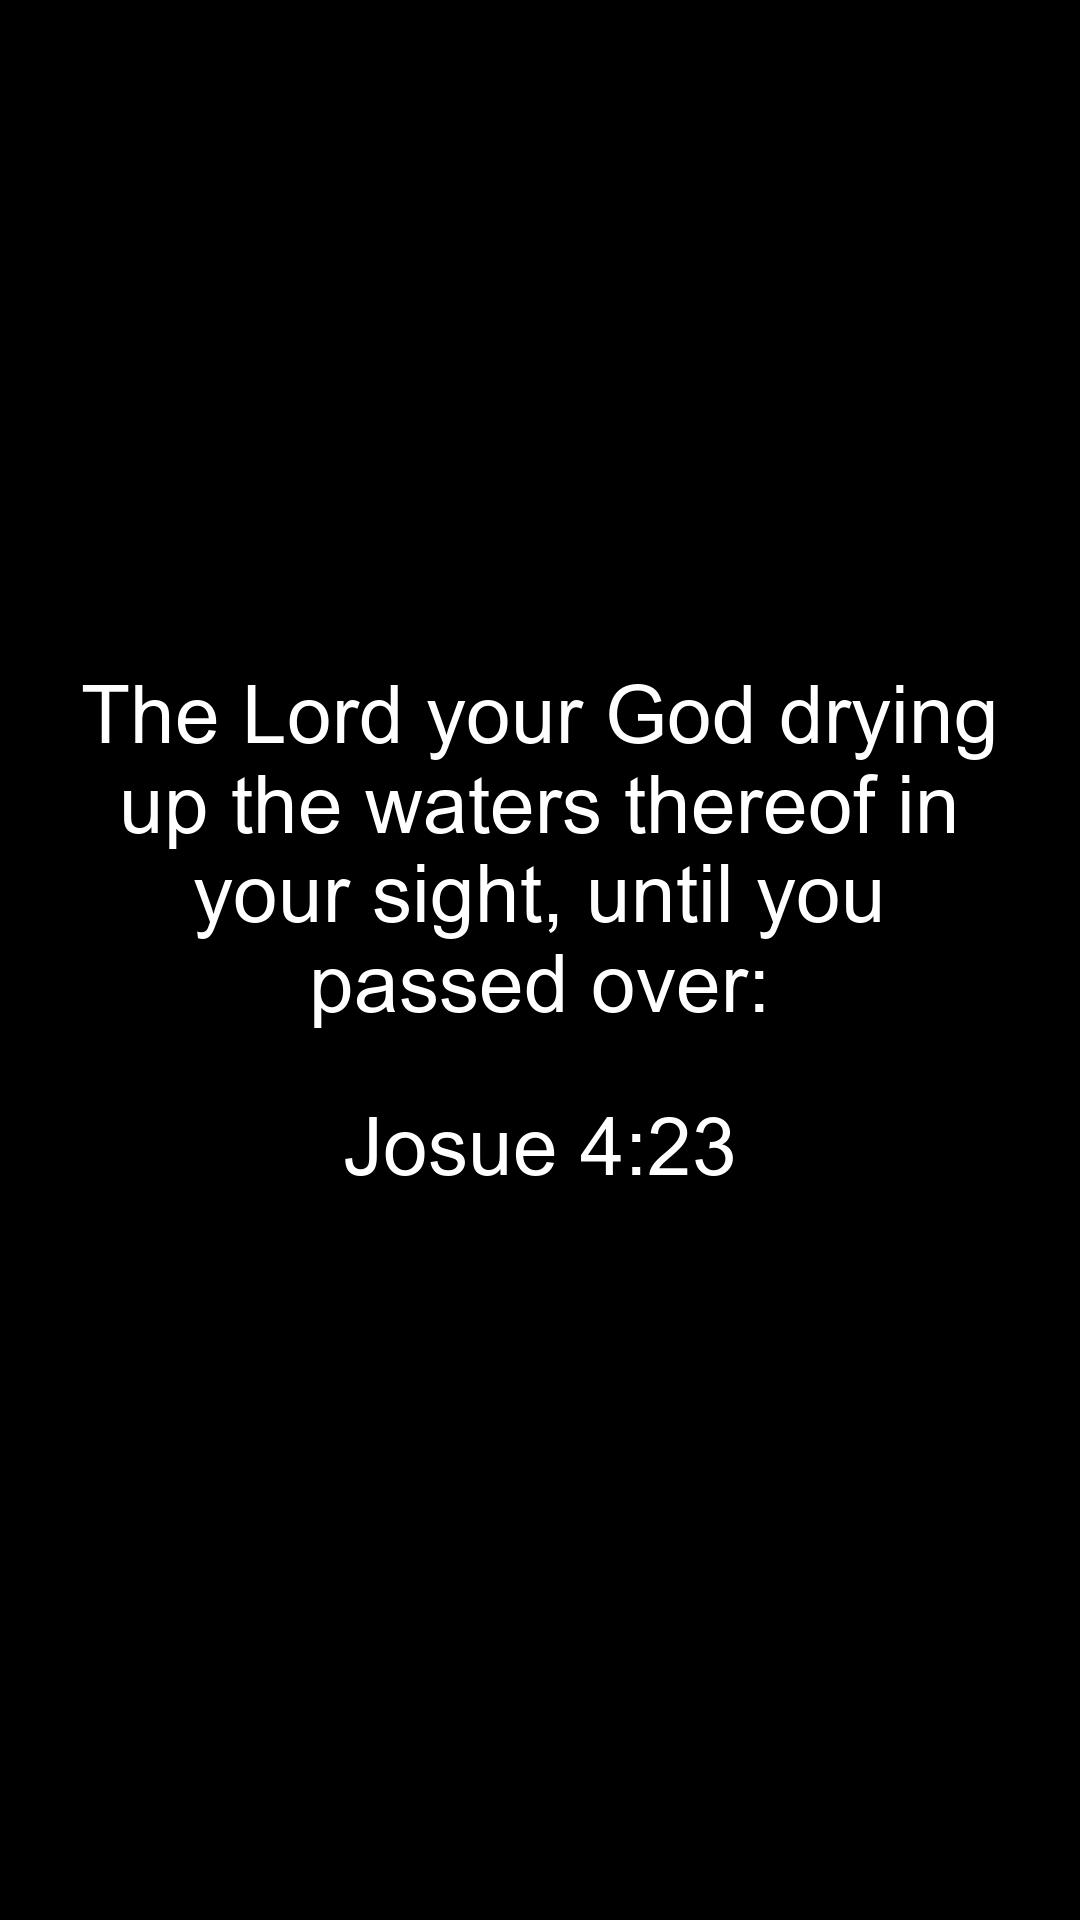 The Lord your God drying
up the waters thereof in
your sight, until you
passed over:
Josue 4:23